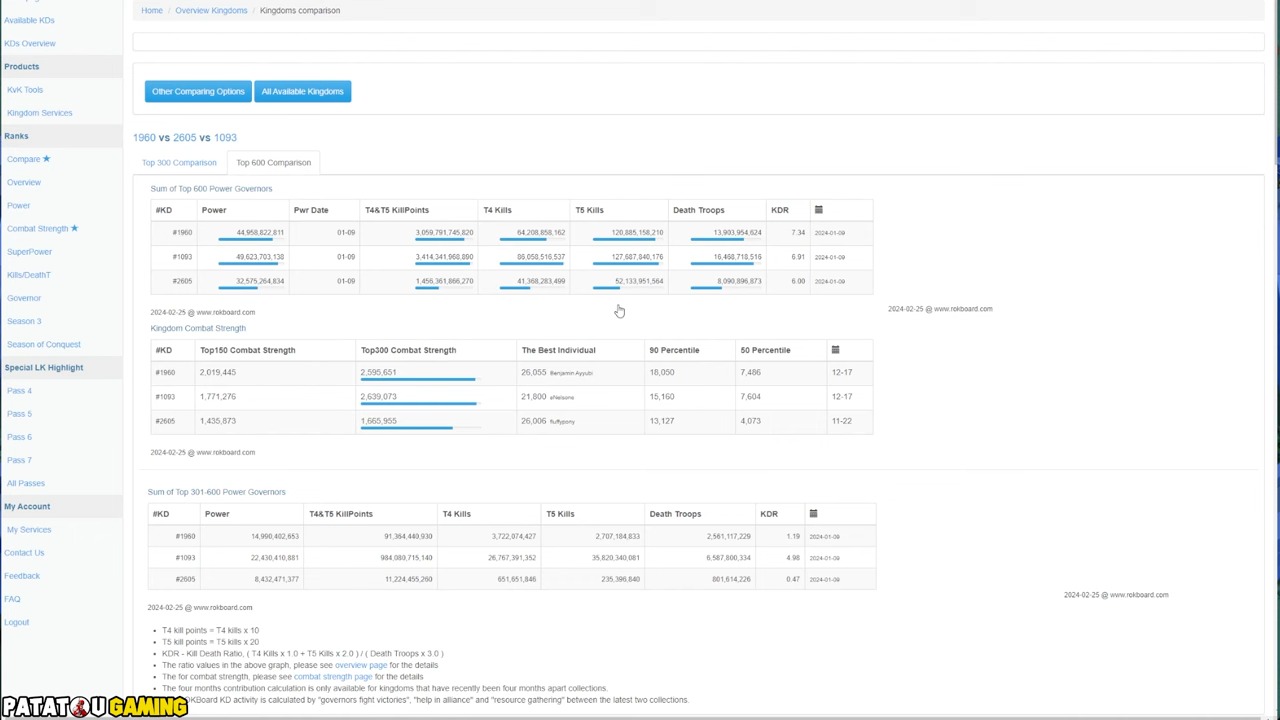 Available KDs
KDs Overview
Products
KvK Tools
Kingdom Services
Ranks
Compare ★
Overview
Power
Combat Strength ★
SuperPower
Kills/DeathT
Governor
Season 3
Season of Conquest
Special LK Highlight
Pass 4
Pass 5
Pass 6
Pass 7
All Passes
My Account
My Services
Contact Us
Feedback
FAQ
Logout
Home / Overview Kingdoms / Kingdoms comparison
Other Comparing Options All Available Kingdoms
1960 vs 2605 vs 1093
Top 300 Comparison Top 600 Comparison
Sum of Top 600 Power Governors
#KD Power Pwr Date T4&T5 KillPoints T4 Kills T5 Kills Death Troops KDR
#1960 44,958,822,811 01-09 3,059,791,745,820 64,208,858,162 120,885,158,210 13,903,954,624 7.34 2024-01-09
#1093 49,623,703,138 01-09 3,414,341,968,890 86,058,516,537 127,687,840,176 16,468,718,516 6.91 2024-01-09
#2605 32,575,264,834 01-09 1,456,361,866,270 41,368,283,499 52,133,951,564 8,090,896,873 6.00 2024-01-09
2024-02-25 @ www.rokboard.com
2024-02-25 @ www.rokboard.com
Kingdom Combat Strength
#KD Top150 Combat Strength Top300 Combat Strength The Best Individual 90 Percentile 50 Percentile
#1960 2,019,445 2,595,651 26,055 Benjamin Ayyubi 18,050 7,486 12-17
#1093 1,771,276 2,639,073 21,800 aNelsons 15,160 7,604 12-17
#2605 1,435,873 1,665,955 26,006 fluffypony 13,127 4,073 11-22
2024-02-25 @ www.rokboard.com
Sum of Top 301-600 Power Governors
#KD Power T4&T5 KillPoints T4 Kills T5 Kills Death Troops KDR
#1960 14,990,402,653 91,364,440,930 3,722,074,427 2,707,184,833 2,561,117,229 1.19 2024-01-09
#1093 22,430,410,881 984,080,715,140 26,767,391,352 35,820,340,081 6,587,800,334 4.98 2024-01-09
#2605 8,432,471,377 11,224,455,260 651,651,846 235,396,840 801,614,226 0.47 2024-01-09
2024-02-25 @ www.rokboard.com
2024-02-25 @ www.rokboard.com
• T4 kill points = T4 kills x 10
• T5 kill points = T5 kills x 20
• KDR - Kill Death Ratio, ( T4 Kills x 1.0 + T5 Kills x 2.0 ) / ( Death Troops x 3.0 )
• The ratio values in the above graph, please see overview page for the details
• For combat strength, please see combat strength page for the details
• The four months contribution calculation is only available for kingdoms that have recently been four months apart collections.
KBoard KD activity is calculated by "governors fight victories", "help in alliance" and "resource gathering" between the latest two collections.
PATATOU GAMING